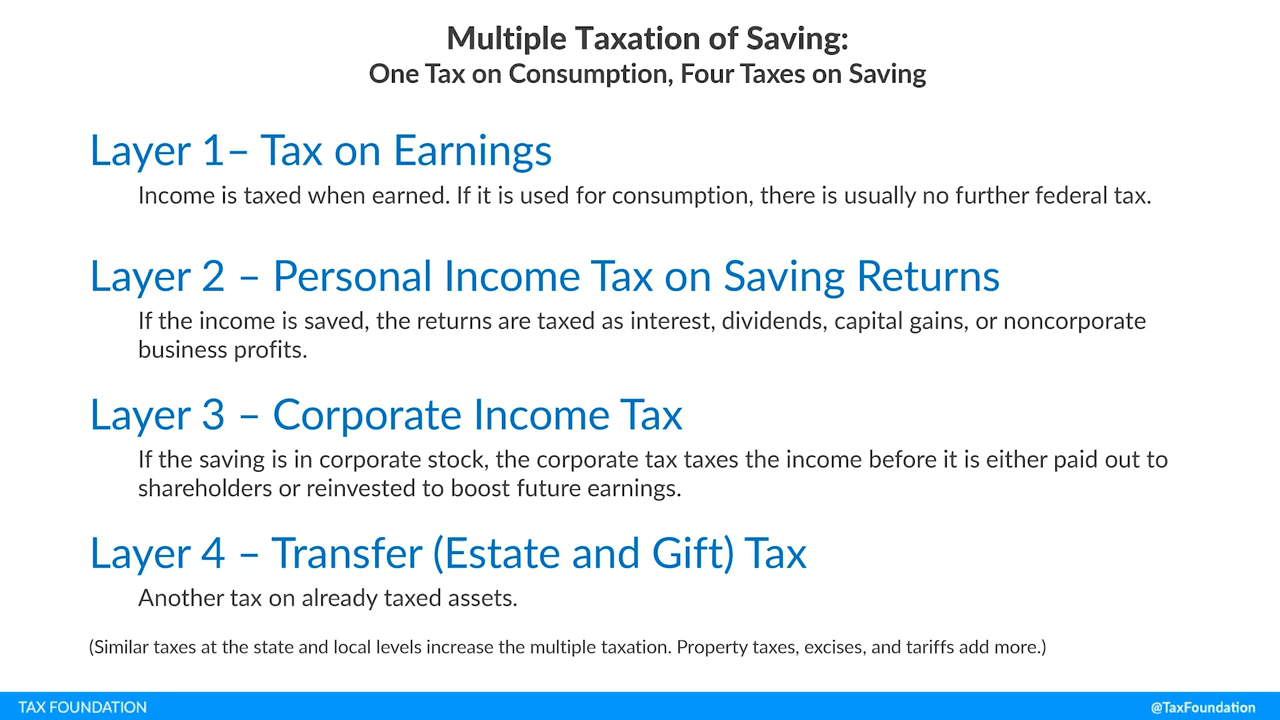 Multiple Taxation of Saving:
One Tax on Consumption, Four Taxes on Saving
Layer 1– Tax on Earnings
Income is taxed when earned. If it is used for consumption, there is usually no further federal tax.
Layer 2 – Personal Income Tax on Saving Returns
If the income is saved, the returns are taxed as interest, dividends, capital gains, or noncorporate
business profits.
Layer 3 – Corporate Income Tax
If the saving is in corporate stock, the corporate tax taxes the income before it is either paid out to
shareholders or reinvested to boost future earnings.
Layer 4 – Transfer (Estate and Gift) Tax
Another tax on already taxed assets.
(Similar taxes at the state and local levels increase the multiple taxation. Property taxes, excises, and tariffs add more.)
TAX FOUNDATION
@TaxFoundation